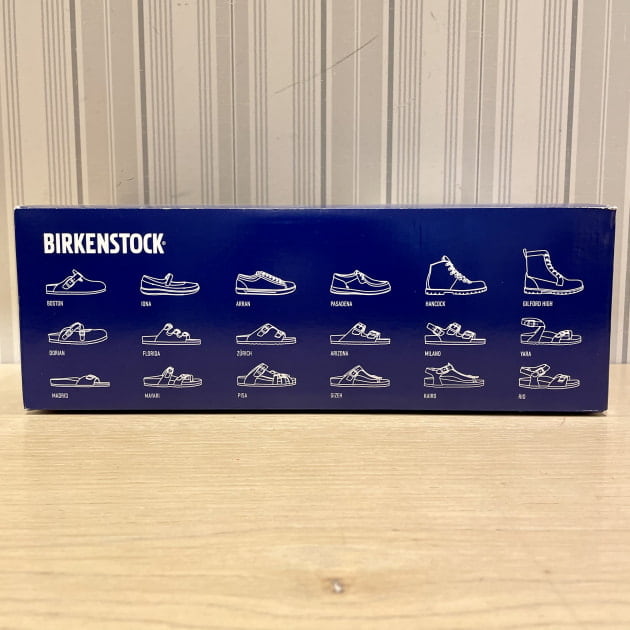 BIRKENSTOCK®
BOSTON IONA ARRAN PASADENA HANCOCK GILFORD HIGH
DORIAN FLORIDA ZÜRICH ARIZONA MILANO YARA
MADRID MAYARI PISA GIZEH KAIRO RIO